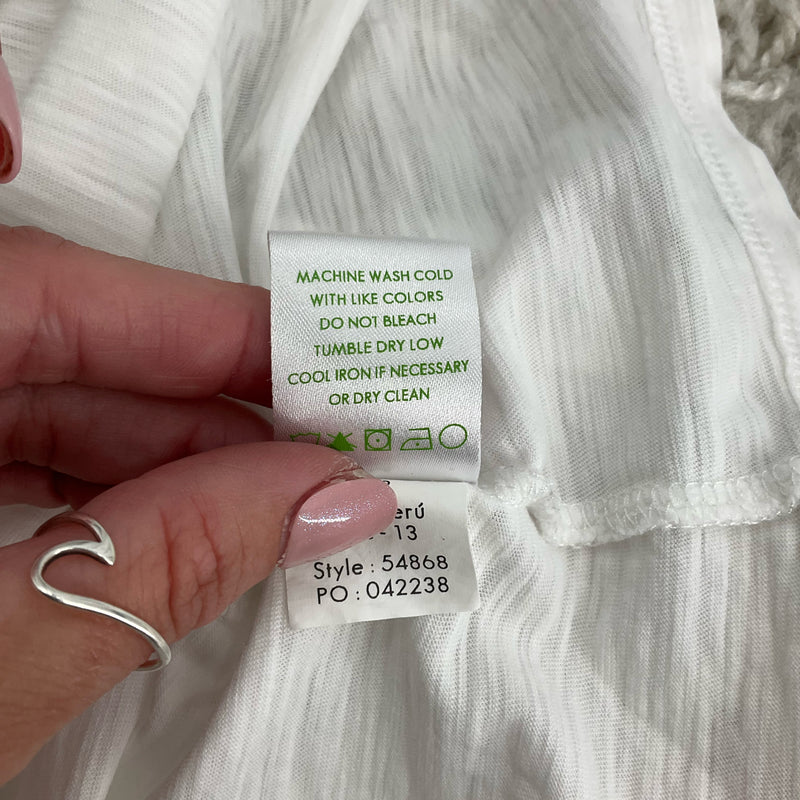 MACHINE WASH COLD
WITH LIKE COLORS
DO NOT BLEACH
TUMBLE DRY LOW
COOL IRON IF NECESSARY
OR DRY CLEAN
erú
- 13
Style : 54868
PO : 042238